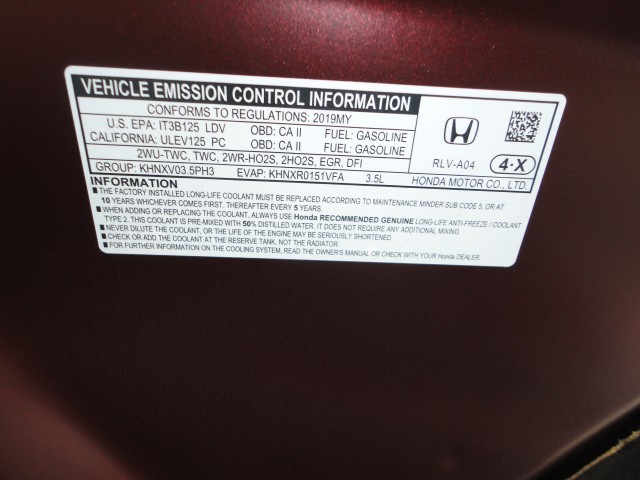 VEHICLE EMISSION CONTROL INFORMATION
CONFORMS TO REGULATIONS: 2019MY
U.S. EPA: IT3B125 LDV OBD: CA II FUEL: GASOLINE
CALIFORNIA: ULEV125 PC OBD: CA II FUEL: GASOLINE
2WU-TWC, TWC, 2WR-HO2S, 2HO2S, EGR, DFI
GROUP: KHNXV03.5PH3 EVAP: KHNXR0151VFA 3.5L
RLV-A04 4·X
HONDA MOTOR CO., LTD.
INFORMATION
■ THE FACTORY INSTALLED LONG-LIFE COOLANT MUST BE REPLACED ACCORDING TO MAINTENANCE MINDER SUB CODE 5, OR AT
10 YEARS WHICHEVER COMES FIRST. THEREAFTER EVERY 5 YEARS.
■ WHEN ADDING OR REPLACING THE COOLANT, ALWAYS USE Honda RECOMMENDED GENUINE LONG-LIFE ANTI-FREEZE / COOLANT
TYPE 2. THIS COOLANT IS PRE-MIXED WITH 50% DISTILLED WATER. IT DOES NOT REQUIRE ANY ADDITIONAL MIXING.
■ NEVER DILUTE THE COOLANT, OR THE LIFE OF THE ENGINE MAY BE SERIOUSLY SHORTENED.
■ CHECK OR ADD THE COOLANT AT THE RESERVE TANK, NOT THE RADIATOR.
■ FOR FURTHER INFORMATION ON THE COOLING SYSTEM, READ THE OWNER'S MANUAL OR CHECK WITH YOUR Honda DEALER.